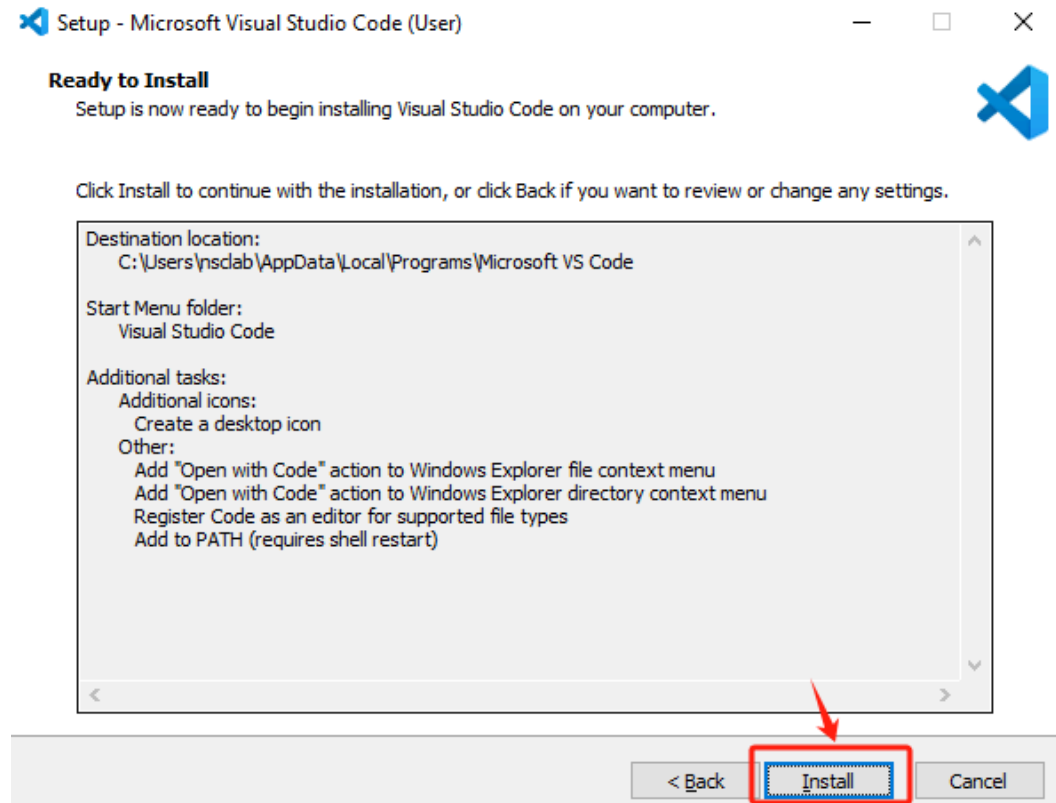 Setup - Microsoft Visual Studio Code (User)
Ready to Install
Setup is now ready to begin installing Visual Studio Code on your computer.
Click Install to continue with the installation, or click Back if you want to review or change any settings.
Destination location:
C:\Users\nsclab\AppData\Local\Programs\Microsoft VS Code
Start Menu folder:
Visual Studio Code
Additional tasks:
Additional icons:
Create a desktop icon
Other:
Add "Open with Code" action to Windows Explorer file context menu
Add "Open with Code" action to Windows Explorer directory context menu
Register Code as an editor for supported file types
Add to PATH (requires shell restart)
< Back Install Cancel